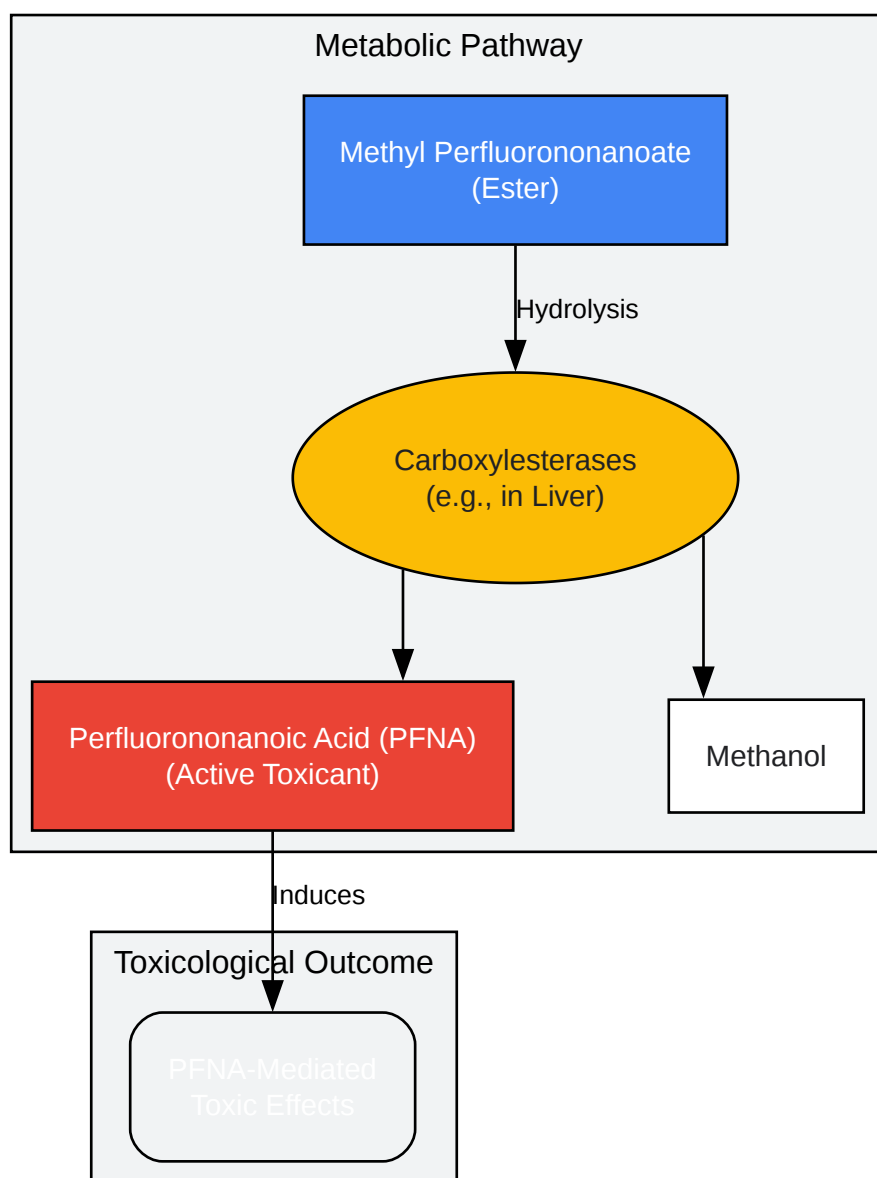 Metabolic Pathway
Methyl Perfluorononanoate
(Ester)
Hydrolysis
Carboxylesterases
(e.g., in Liver)
Perfluorononanoic Acid (PFNA)
(Active Toxicant)
Methanol
Induces
Toxicological Outcome
PFNA-Mediated
Toxic Effects